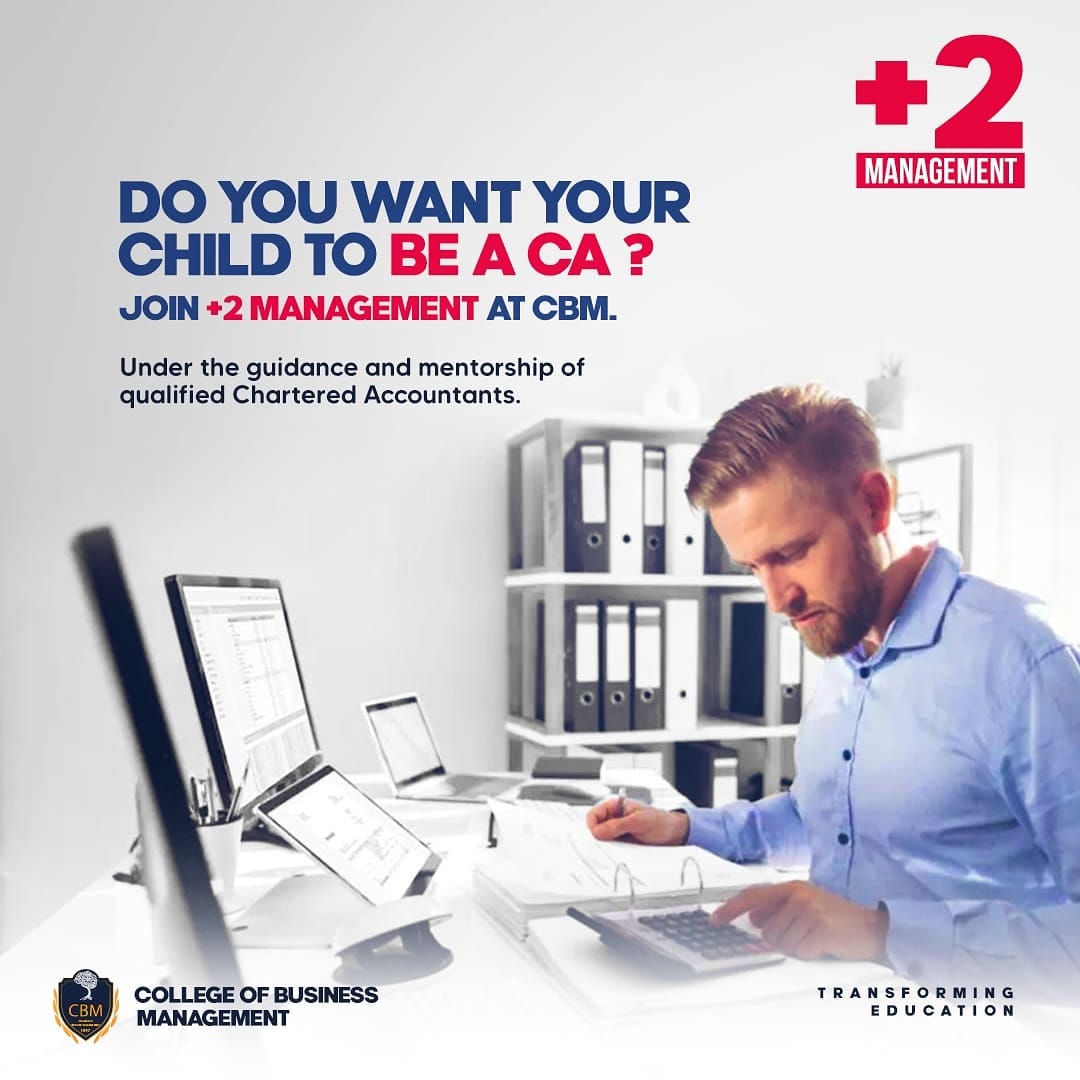 +2
MANAGEMENT
DO YOU WANT YOUR
CHILD TO BE A CA ?
JOIN +2 MANAGEMENT AT CBM.
Under the guidance and mentorship of
qualified Chartered Accountants.
CBM
COLLEGE OF BUSINESS
MANAGEMENT
TRANSFORMING
EDUCATION